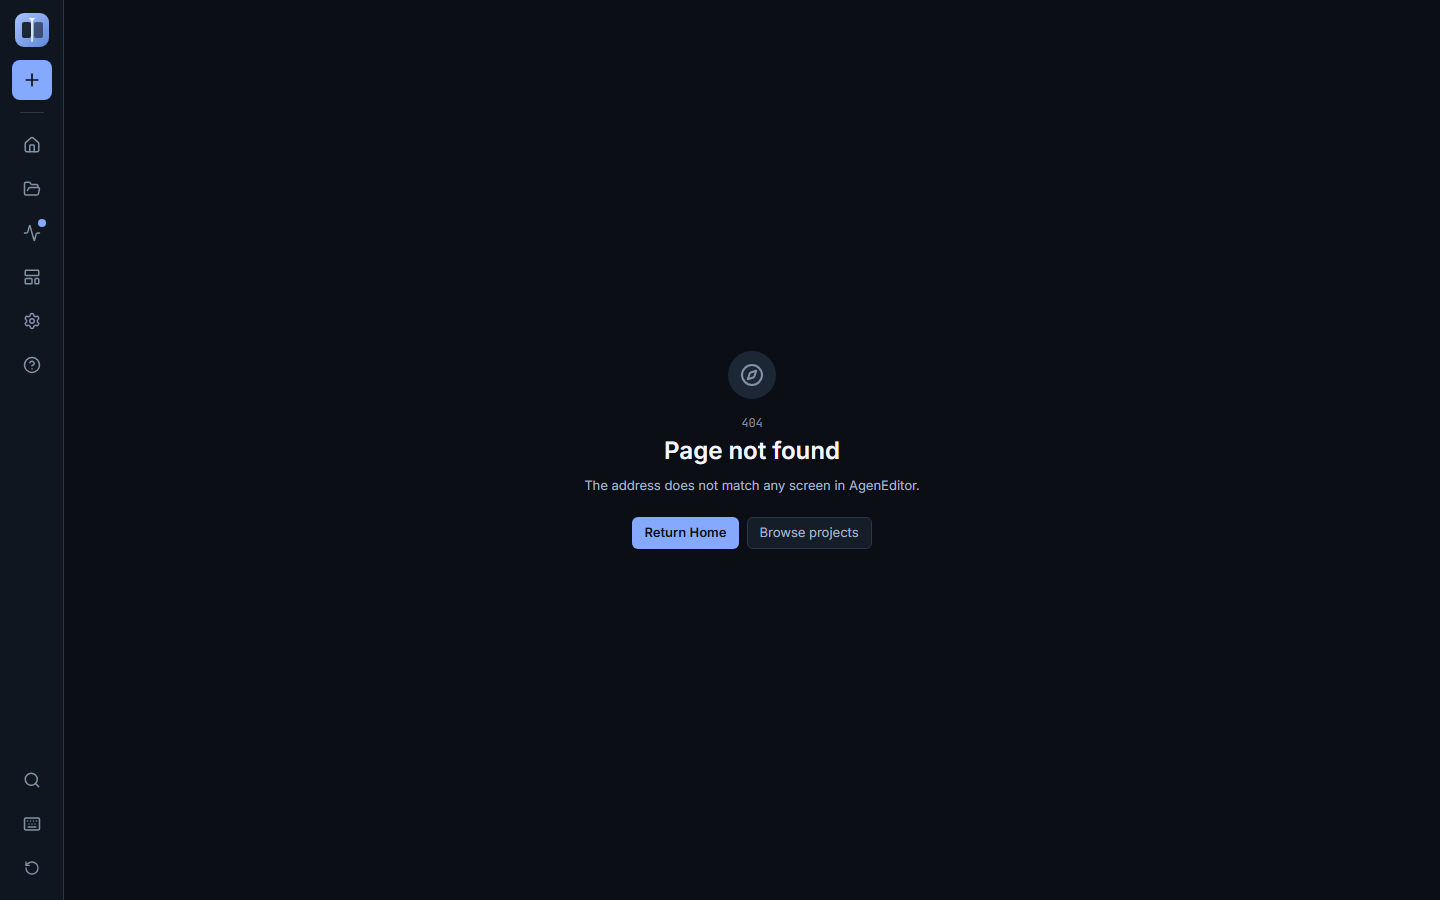 404
Page not found
The address does not match any screen in AgenEditor.
Return Home
Browse projects